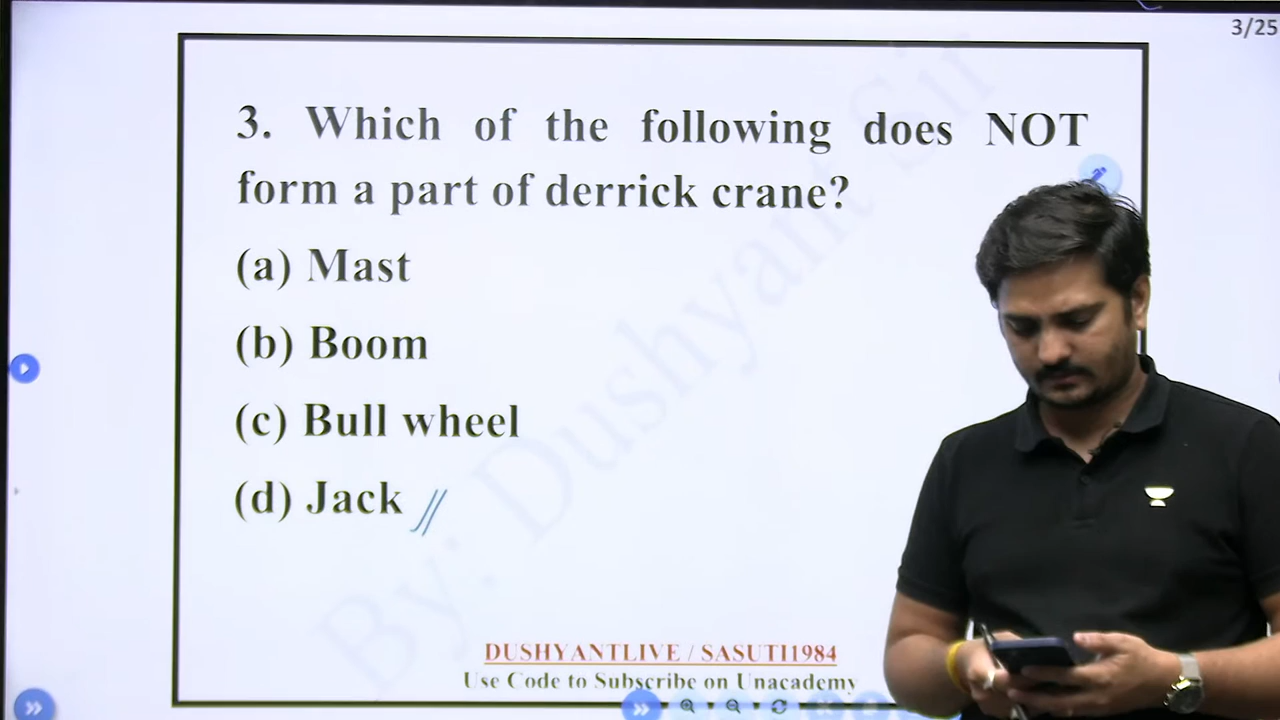 3/25
3. Which of the following does NOT
form a part of derrick crane?
(a) Mast
(b) Boom
(c) Bull wheel
(d) Jack
By: Dushyant Sir
DUSHYANTLIVE / SASUTI1984
Use Code to Subscribe on Unacademy